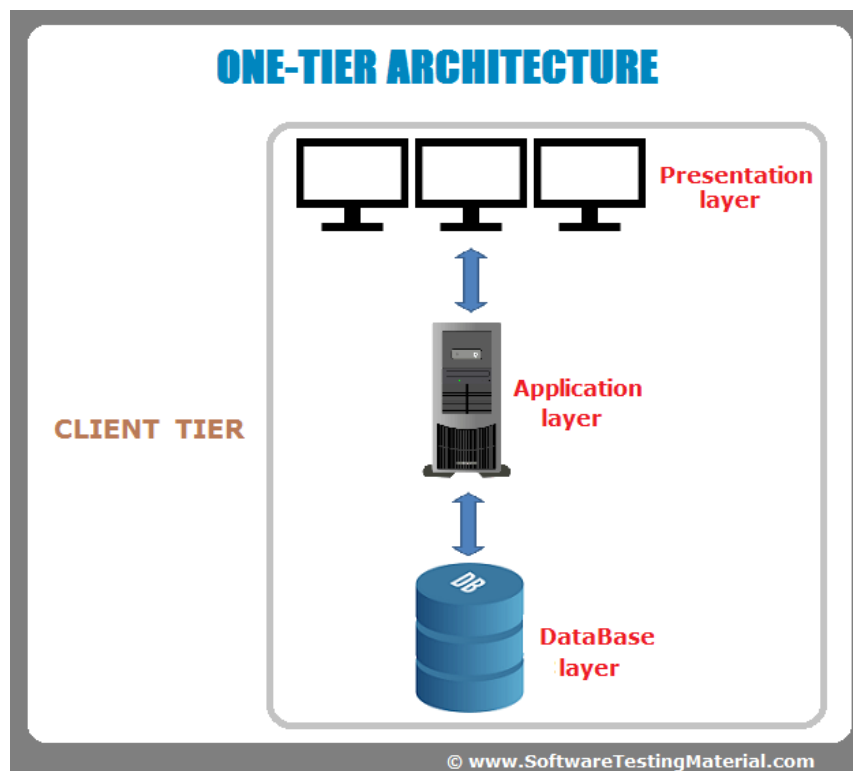 ONE-TIER ARCHITECTURE
Presentation
layer
Application
layer
CLIENT TIER
DB
DataBase
layer
© www.SoftwareTestingMaterial.com